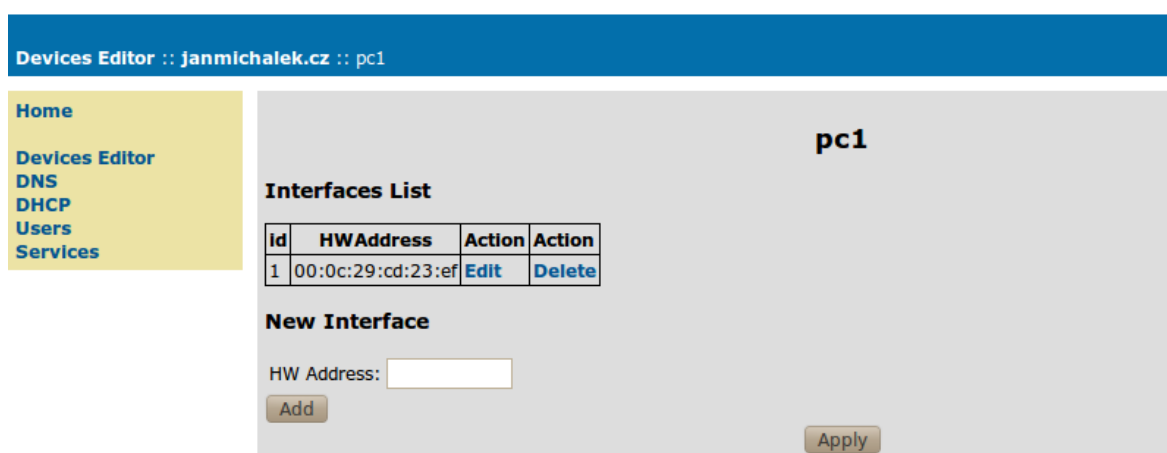 Devices Editor :: janmichalek.cz :: pc1
Home
Devices Editor
DNS
DHCP
Users
Services
pc1
Interfaces List
id HWAddress Action Action
1 00:0c:29:cd:23:ef Edit Delete
New Interface
HW Address:
Add
Apply